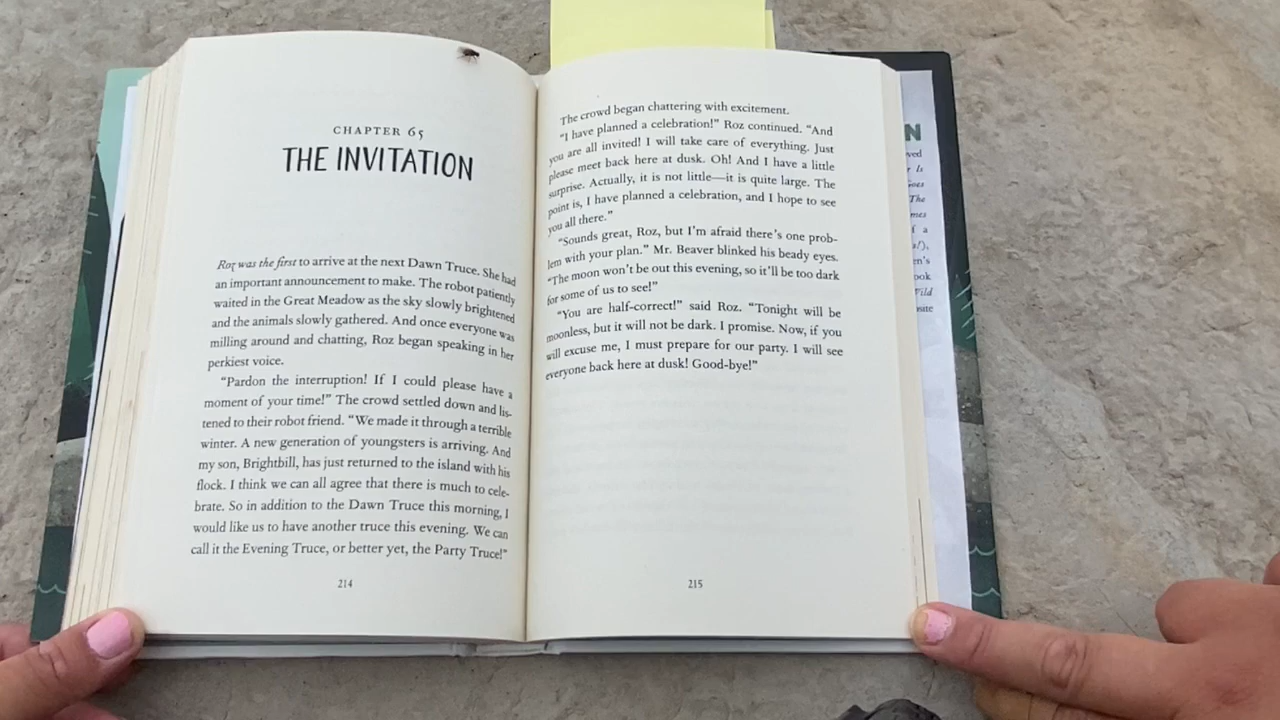 CHAPTER 65
THE INVITATION
Roz was the first to arrive at the next Dawn Truce. She had
an important announcement to make. The robot patiently
waited in the Great Meadow as the sky slowly brightened
and the animals slowly gathered. And once everyone was
milling around and chatting, Roz began speaking in her
perkiest voice.
“Pardon the interruption! If I could please have a
moment of your time!” The crowd settled down and lis-
tened to their robot friend. “We made it through a terrible
winter. A new generation of youngsters is arriving. And
my son, Brightbill, has just returned to the island with his
flock. I think we can all agree that there is much to cele-
brate. So in addition to the Dawn Truce this morning, I
would like us to have another truce this evening. We can
call it the Evening Truce, or better yet, the Party Truce!”
214
The crowd began chattering with excitement.
“I have planned a celebration!” Roz continued. “And
you are all invited! I will take care of everything. Just
please meet back here at dusk. Oh! And I have a little
surprise. Actually, it is not little—it is quite large. The
point is, I have planned a celebration, and I hope to see
you all there.”
“Sounds great, Roz, but I’m afraid there’s one prob-
lem with your plan.” Mr. Beaver blinked his beady eyes.
“The moon won’t be out this evening, so it’ll be too dark
for some of us to see!”
“You are half-correct!” said Roz. “Tonight will be
moonless, but it will not be dark. I promise. Now, if you
will excuse me, I must prepare for our party. I will see
everyone back here at dusk! Good-bye!”
215
N
Is
The
a